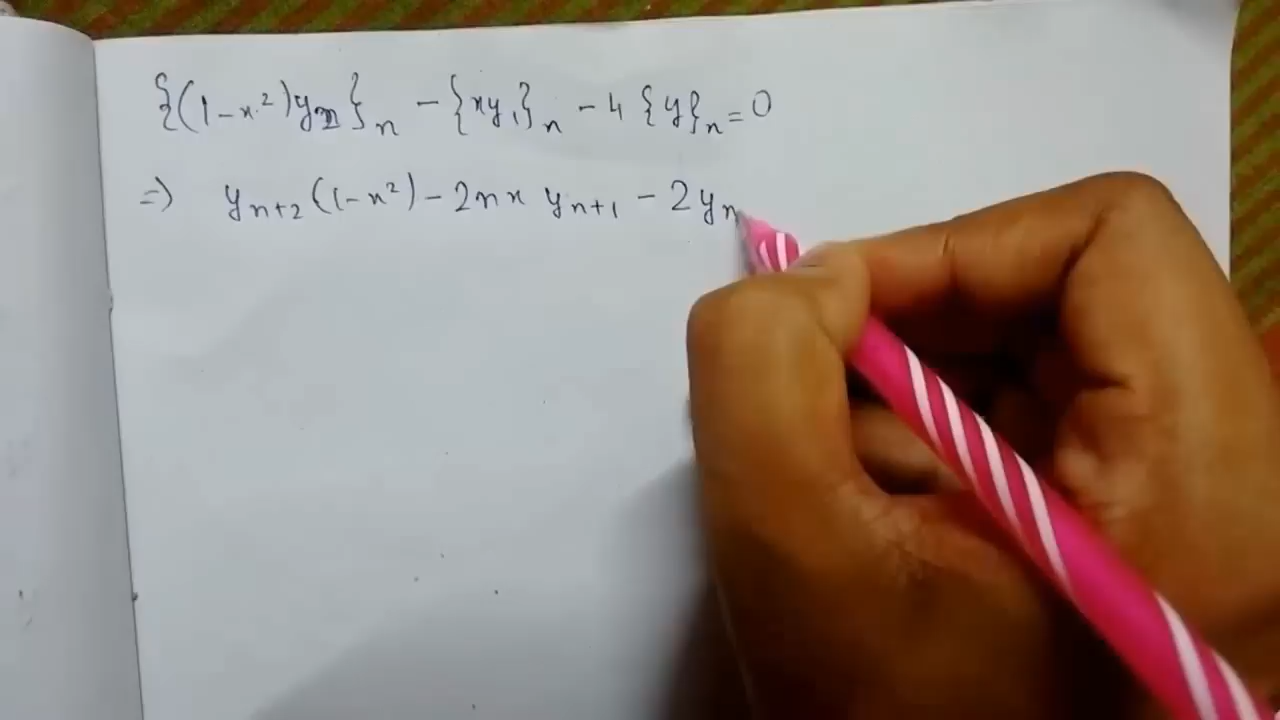 {(1-x²)y₂}ₙ - {xy₁}ₙ - 4{y}ₙ = 0
⇒) yₙ₊₂(1-x²) - 2nx yₙ₊₁ - 2yₙ